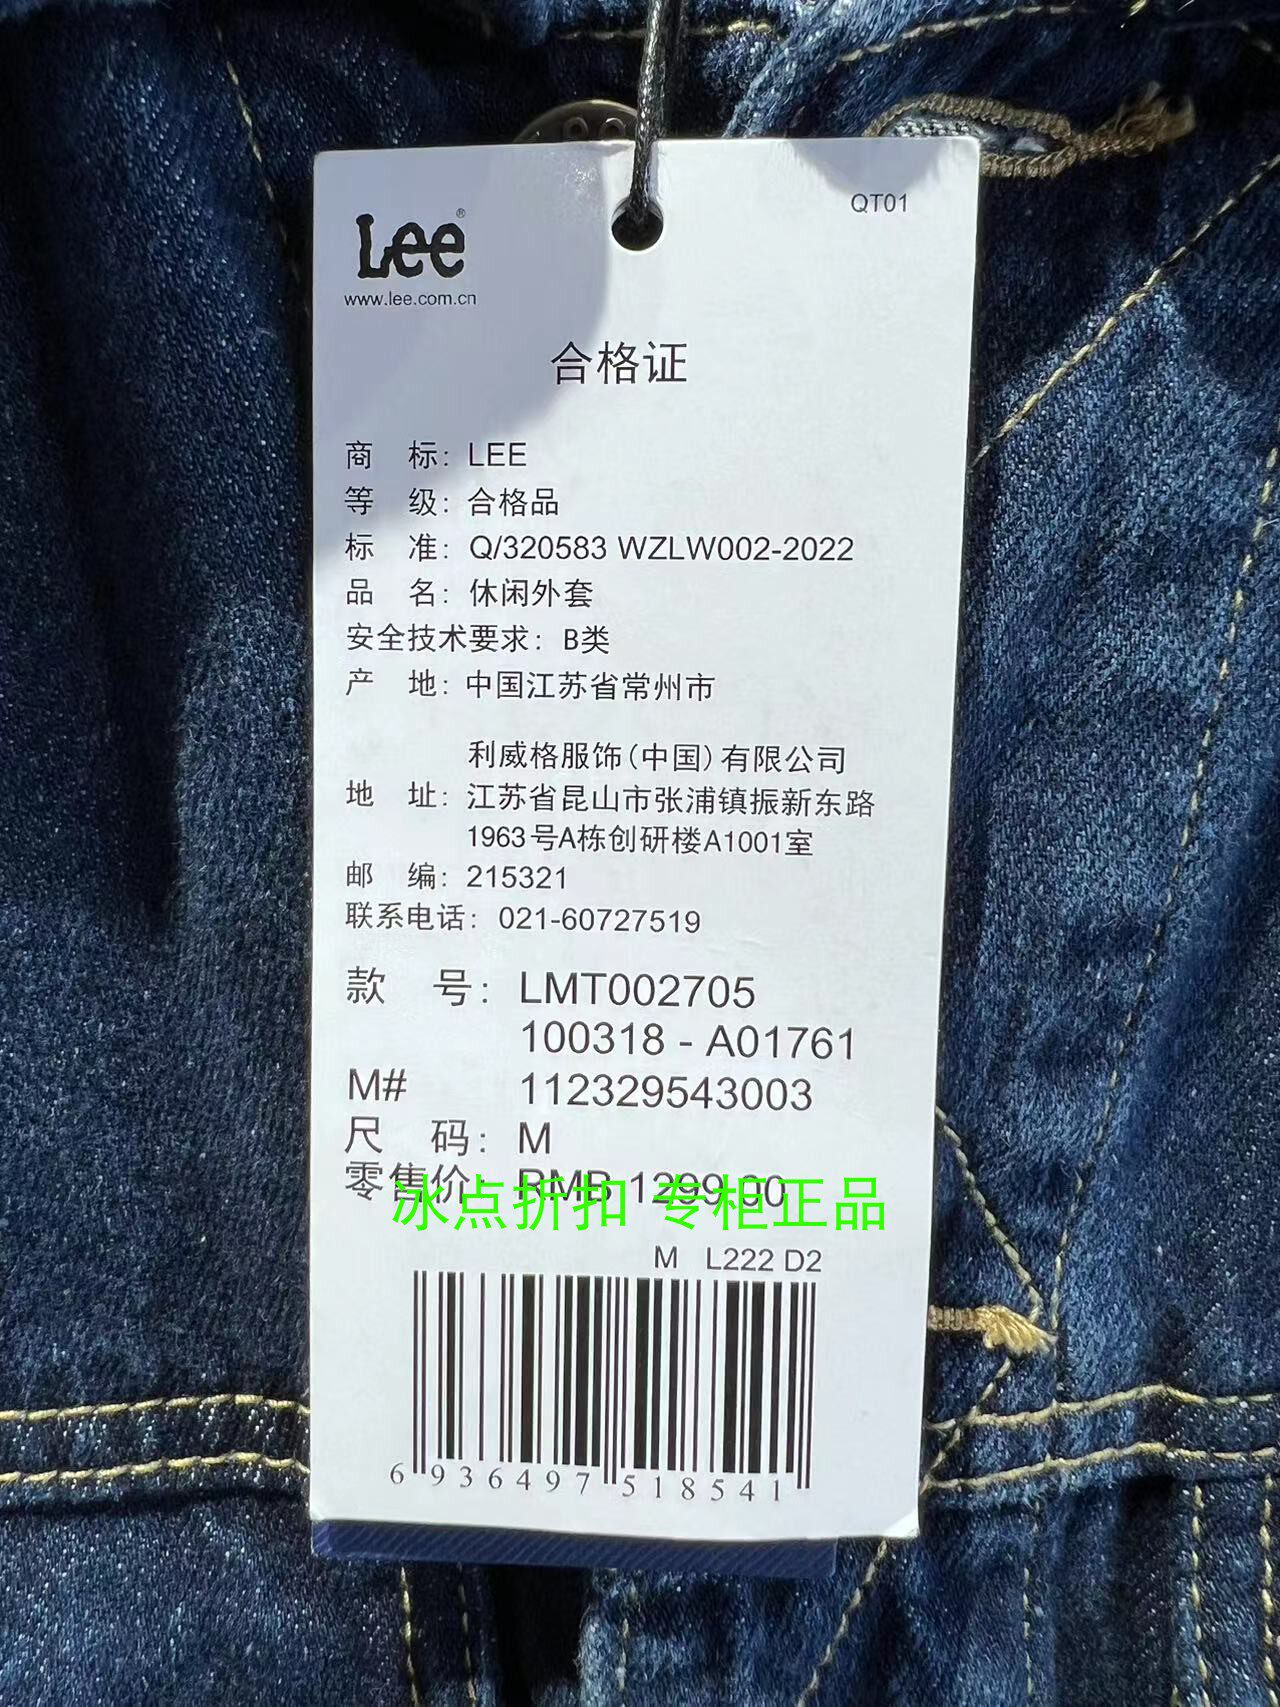 Lee®
www.lee.com.cn
QT01
合格证
商 标: LEE
等 级: 合格品
标 准: Q/320583 WZLW002-2022
品 名: 休闲外套
安全技术要求: B类
产 地: 中国江苏省常州市
利威格服饰(中国)有限公司
地 址: 江苏省昆山市张浦镇振新东路
1963号A栋创研楼A1001室
邮 编: 215321
联系电话: 021-60727519
款 号: LMT002705
100318 - A01761
M# 112329543003
尺 码: M
零售价: RMB 1299.00
冰点折扣 专柜正品
M L222 D2
6 936497 518541